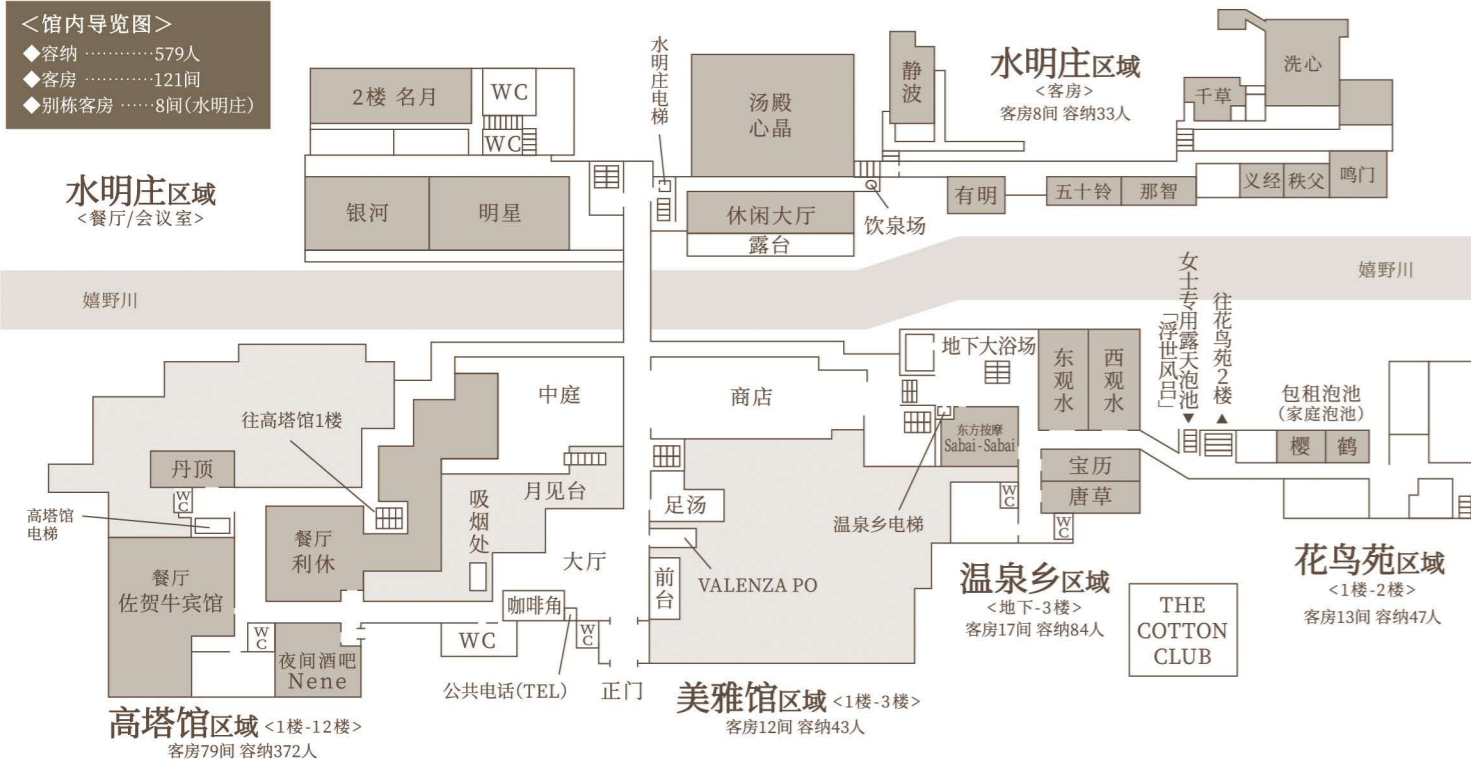 <馆内导览图>
◆容纳 …………579人
◆客房 …………121间
◆别栋客房 ……8间(水明庄)
2楼 名月
WC
WC
水明庄电梯
汤殿
心晶
静波
水明庄区域
<客房>
客房8间 容纳33人
千草
洗心
水明庄区域
<餐厅/会议室>
银河
明星
休闲大厅
露台
饮泉场
有明
五十铃
那智
义经
秩父
鸣门
嬉野川
嬉野川
女士专用露天泡池
「浮世风吕」
▼
往花鸟苑2楼
▲
中庭
商店
地下大浴场
东观水
西观水
包租泡池
(家庭泡池)
樱
鹤
往高塔馆1楼
东方按摩
Sabai-Sabai
丹顶
WC
高塔馆
电梯
吸烟处
月见台
足汤
温泉乡电梯
WC
宝历
唐草
WC
餐厅
利休
大厅
VALENZA PO
前台
餐厅
佐贺牛宾馆
咖啡角
WC
WC
WC
夜间酒吧
Nene
公共电话(TEL)
正门
温泉乡区域
<地下-3楼>
客房17间 容纳84人
THE
COTTON
CLUB
花鸟苑区域
<1楼-2楼>
客房13间 容纳47人
高塔馆区域 <1楼-12楼>
客房79间 容纳372人
美雅馆区域 <1楼-3楼>
客房12间 容纳43人